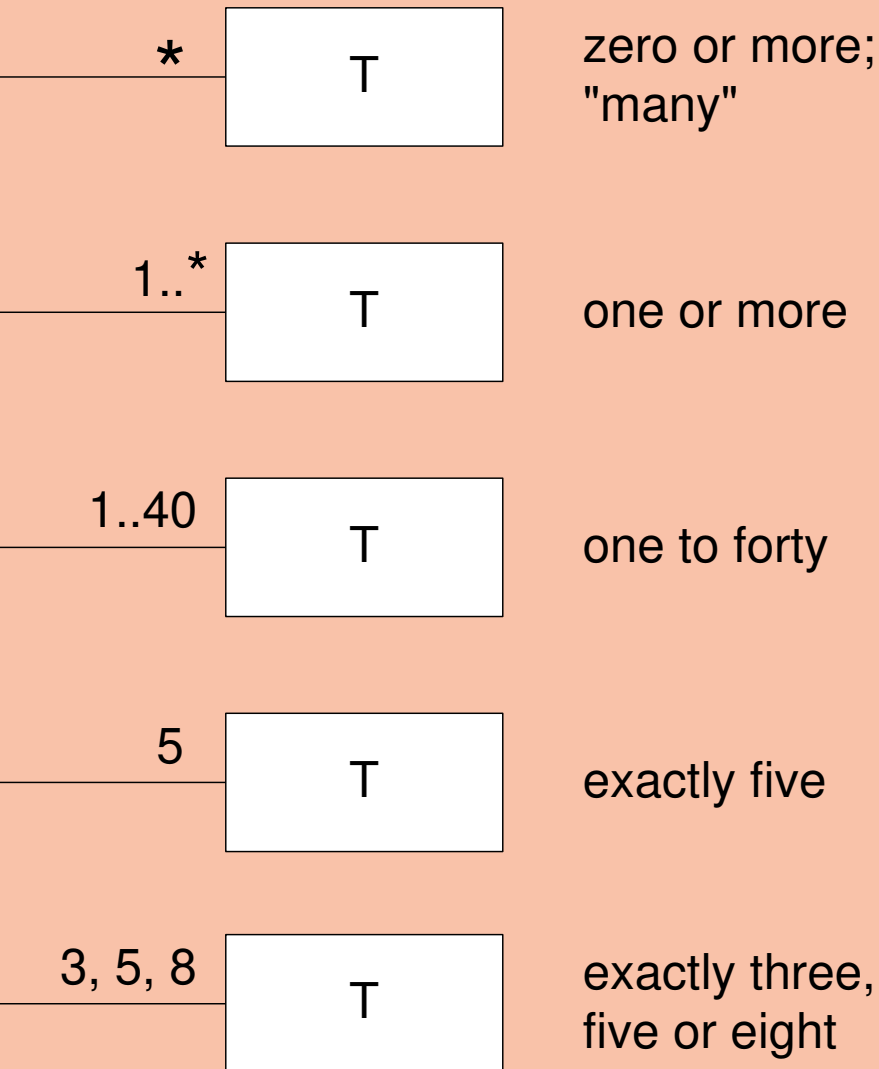 * T zero or more;
"many"
1..* T one or more
1..40 T one to forty
5 T exactly five
3, 5, 8 T exactly three,
five or eight